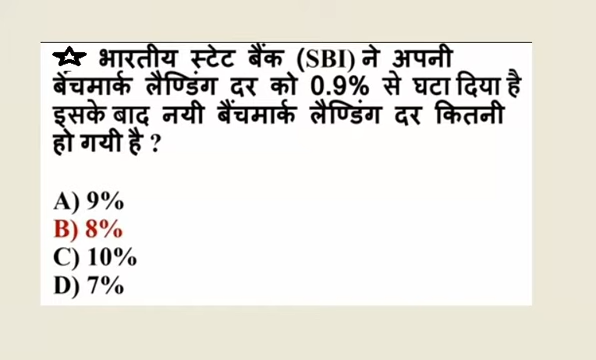 भारतीय स्टेट बैंक (SBI) ने अपनी
बेंचमार्क लैण्डिंग दर को 0.9% से घटा दिया है
इसके बाद नयी बैंचमार्क लैण्डिंग दर कितनी
हो गयी है ?
A) 9%
B) 8%
C) 10%
D) 7%